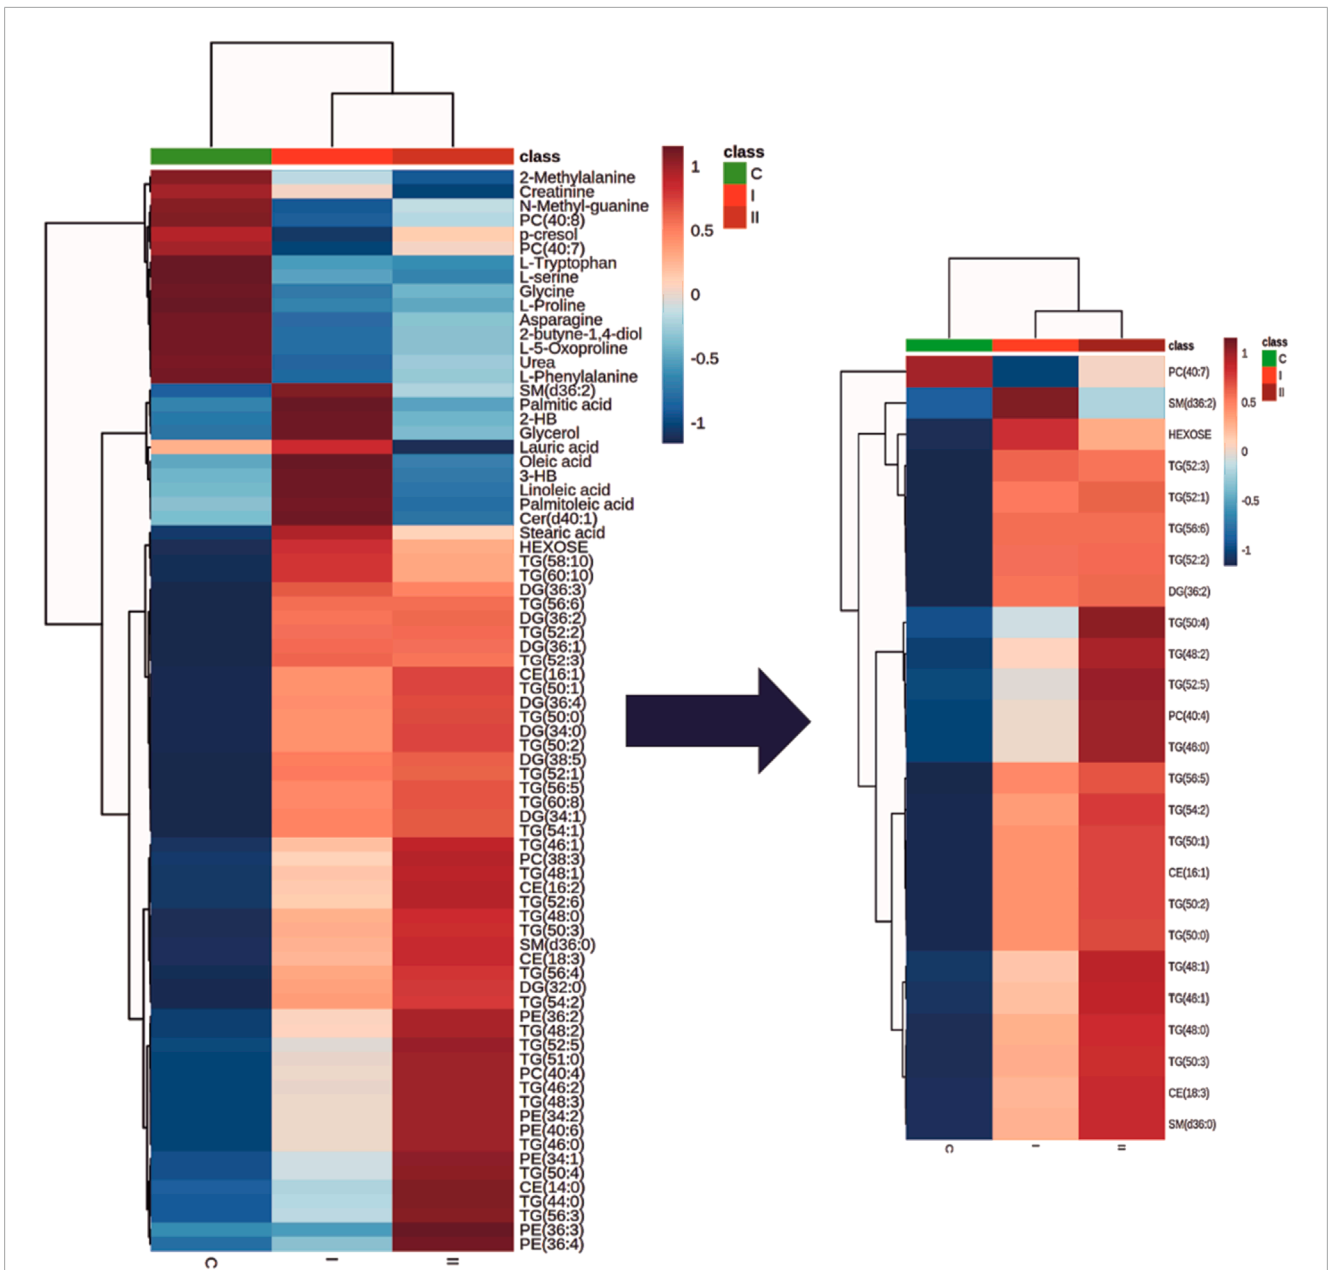 class
2-Methylalanine
Creatinine
N-Methyl-guanine
PC(40:8)
p-cresol
PC(40:7)
L-Tryptophan
L-serine
Glycine
L-Proline
Asparagine
2-butyne-1,4-diol
L-5-Oxoproline
Urea
L-Phenylalanine
SM(d36:2)
Palmitic acid
2-HB
Glycerol
Lauric acid
Oleic acid
3-HB
Linoleic acid
Palmitoleic acid
Cer(d40:1)
Stearic acid
HEXOSE
TG(58:10)
TG(60:10)
DG(36:3)
TG(56:6)
DG(36:2)
TG(52:2)
DG(36:1)
TG(52:3)
CE(16:1)
TG(50:1)
DG(36:4)
TG(50:0)
DG(34:0)
TG(50:2)
DG(38:5)
TG(52:1)
TG(56:5)
TG(60:8)
DG(34:1)
TG(54:1)
TG(46:1)
PC(38:3)
TG(48:1)
CE(16:2)
TG(52:6)
TG(48:0)
TG(50:3)
SM(d36:0)
CE(18:3)
TG(56:4)
DG(32:0)
TG(54:2)
PE(36:2)
TG(48:2)
TG(52:5)
TG(51:0)
PC(40:4)
TG(46:2)
TG(48:3)
PE(34:2)
PE(40:6)
TG(46:0)
PE(34:1)
TG(50:4)
CE(14:0)
TG(44:0)
TG(56:3)
PE(36:3)
PE(36:4)
C
I
II
1
0.5
0
-0.5
-1
class
C
I
II
class
PC(40:7)
SM(d36:2)
HEXOSE
TG(52:3)
TG(52:1)
TG(56:6)
TG(52:2)
DG(36:2)
TG(50:4)
TG(48:2)
TG(52:5)
PC(40:4)
TG(46:0)
TG(56:5)
TG(54:2)
TG(50:1)
CE(16:1)
TG(50:2)
TG(50:0)
TG(48:1)
TG(46:1)
TG(48:0)
TG(50:3)
CE(18:3)
SM(d36:0)
C
I
II
1
0.5
0
-0.5
-1
class
C
I
II